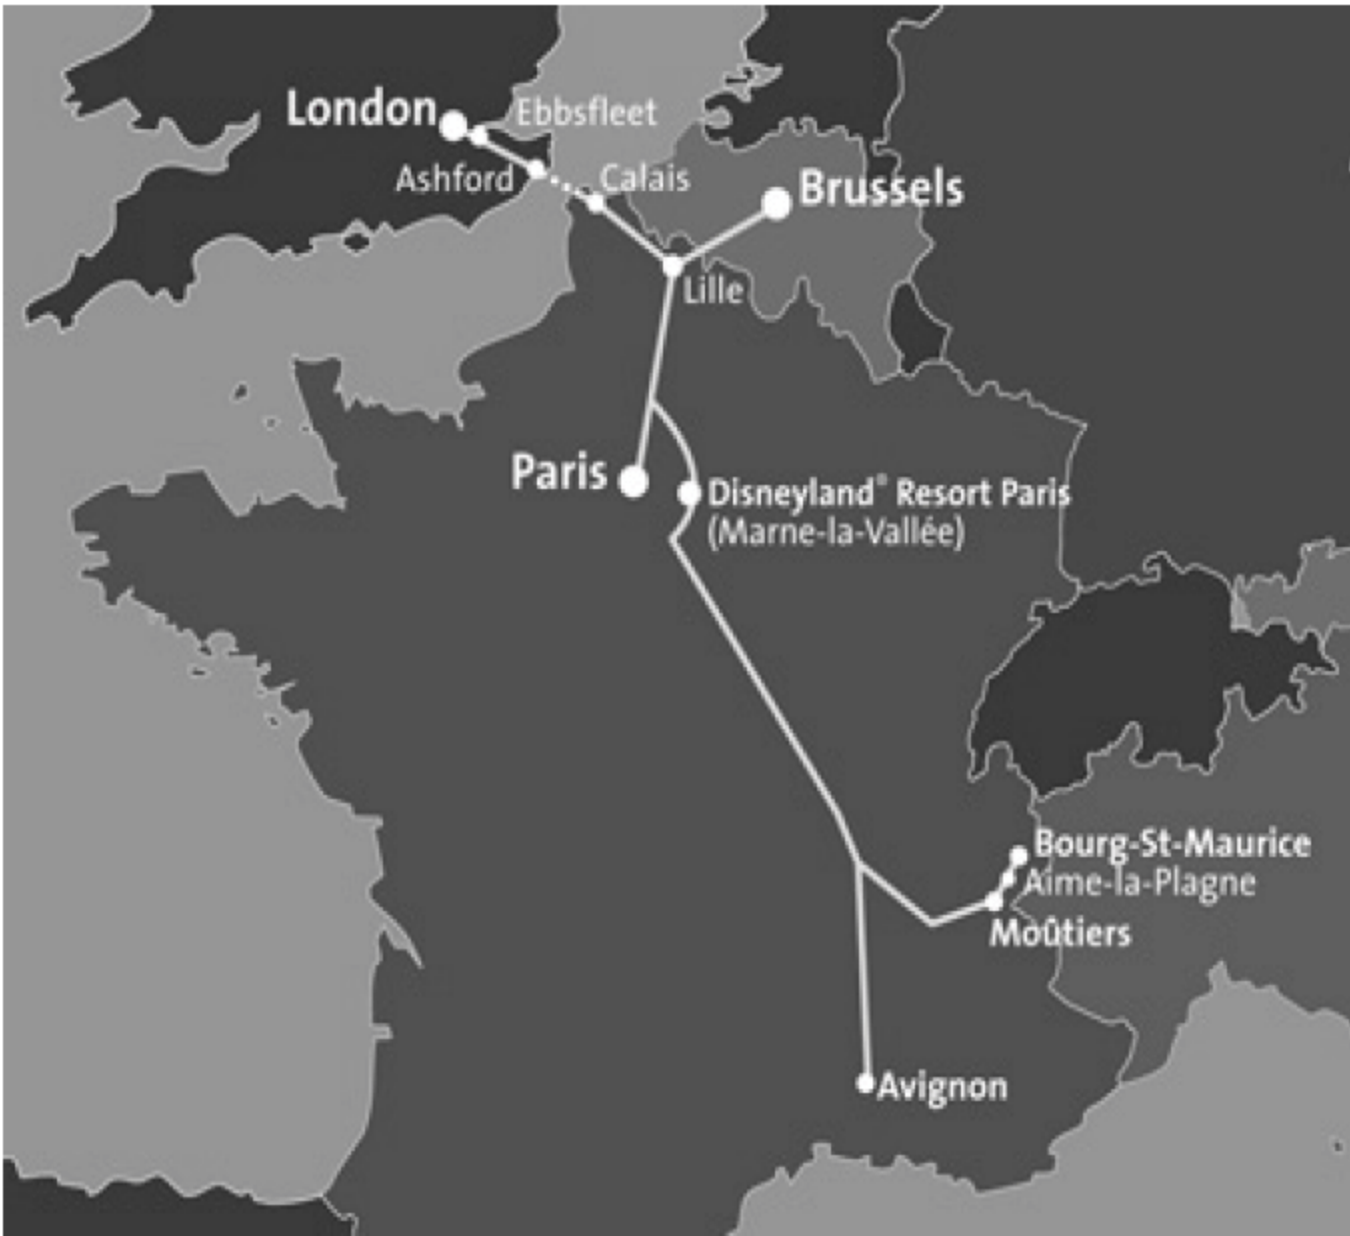 London
Ebbsfleet
Ashford
Calais
Brussels
Lille
Paris
Disneyland® Resort Paris
(Marne-la-Vallée)
Bourg-St-Maurice
Aime-la-Plagne
Moûtiers
Avignon